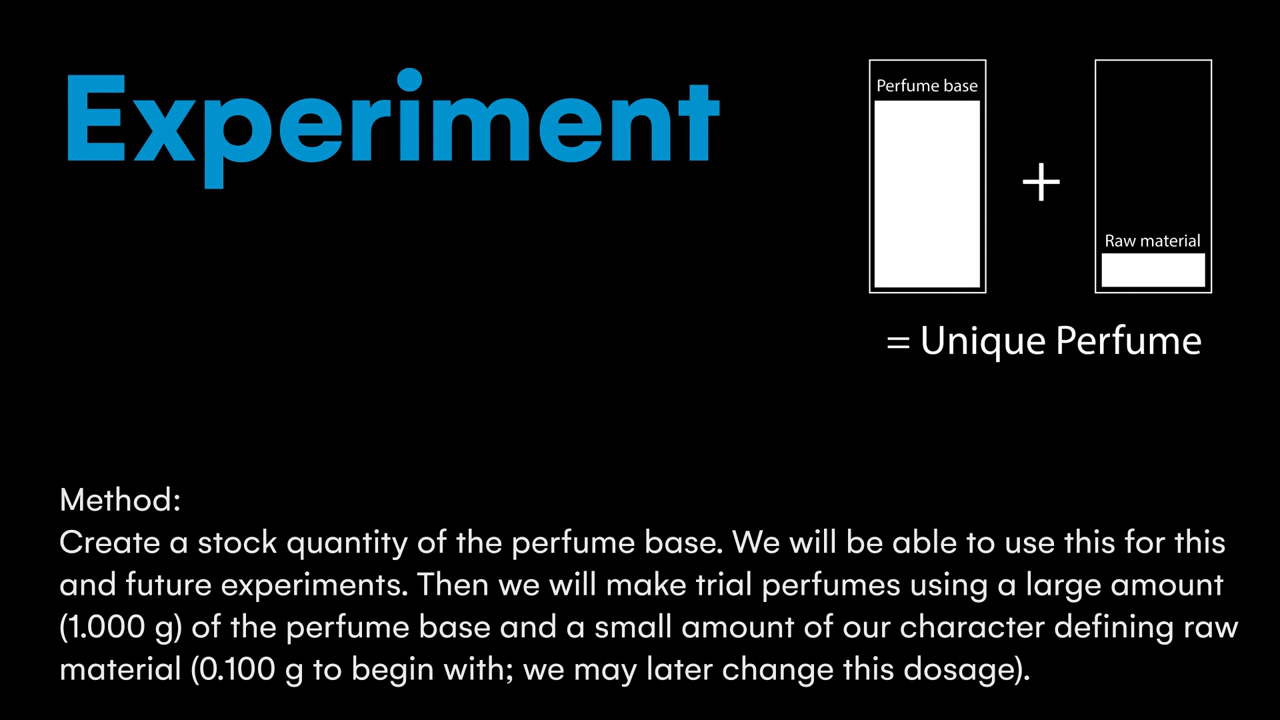 Experiment
Perfume base
+
Raw material
= Unique Perfume
Method:
Create a stock quantity of the perfume base. We will be able to use this for this
and future experiments. Then we will make trial perfumes using a large amount
(1.000 g) of the perfume base and a small amount of our character defining raw
material (0.100 g to begin with; we may later change this dosage).